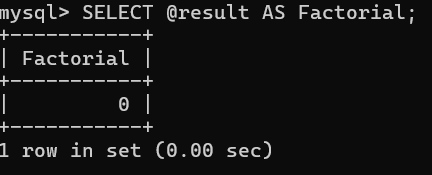 mysql> SELECT @result AS Factorial;
+-----------+
| Factorial |
+-----------+
|         0 |
+-----------+
1 row in set (0.00 sec)